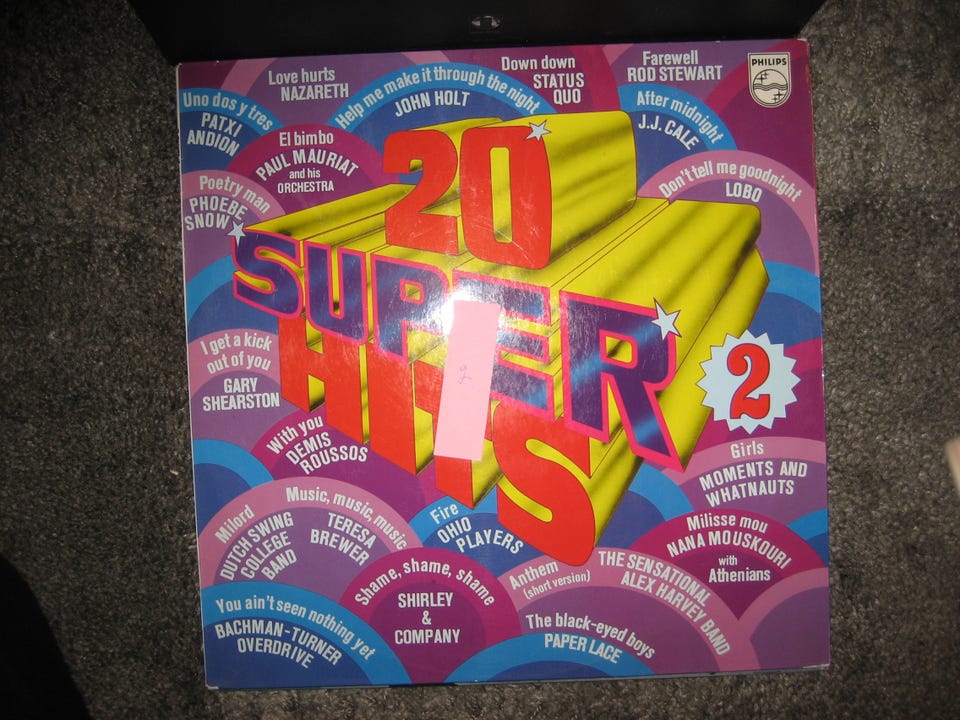 Love hurts
NAZARETH
Help me make it through the night
JOHN HOLT
Down down
STATUS
QUO
Farewell
ROD STEWART
PHILIPS
Uno dos y tres
PATXI
ANDION
El bimbo
PAUL MAURIAT
and his
ORCHESTRA
After midnight
J.J. CALE
Poetry man
PHOEBE
SNOW
Don't tell me goodnight
LOBO
20
SUPER
HITS
2
2
I get a kick
out of you
GARY
SHEARSTON
With you
DEMIS
ROUSSOS
Girls
MOMENTS AND
WHATNAUTS
Milord
DUTCH SWING
COLLEGE
BAND
Music, music, music
TERESA
BREWER
Fire
OHIO
PLAYERS
Milisse mou
NANA MOUSKOURI
with
Athenians
Shame, shame, shame
SHIRLEY
&
COMPANY
Anthem
(short version)
THE SENSATIONAL
ALEX HARVEY BAND
You ain't seen nothing yet
BACHMAN-TURNER
OVERDRIVE
The black-eyed boys
PAPER LACE